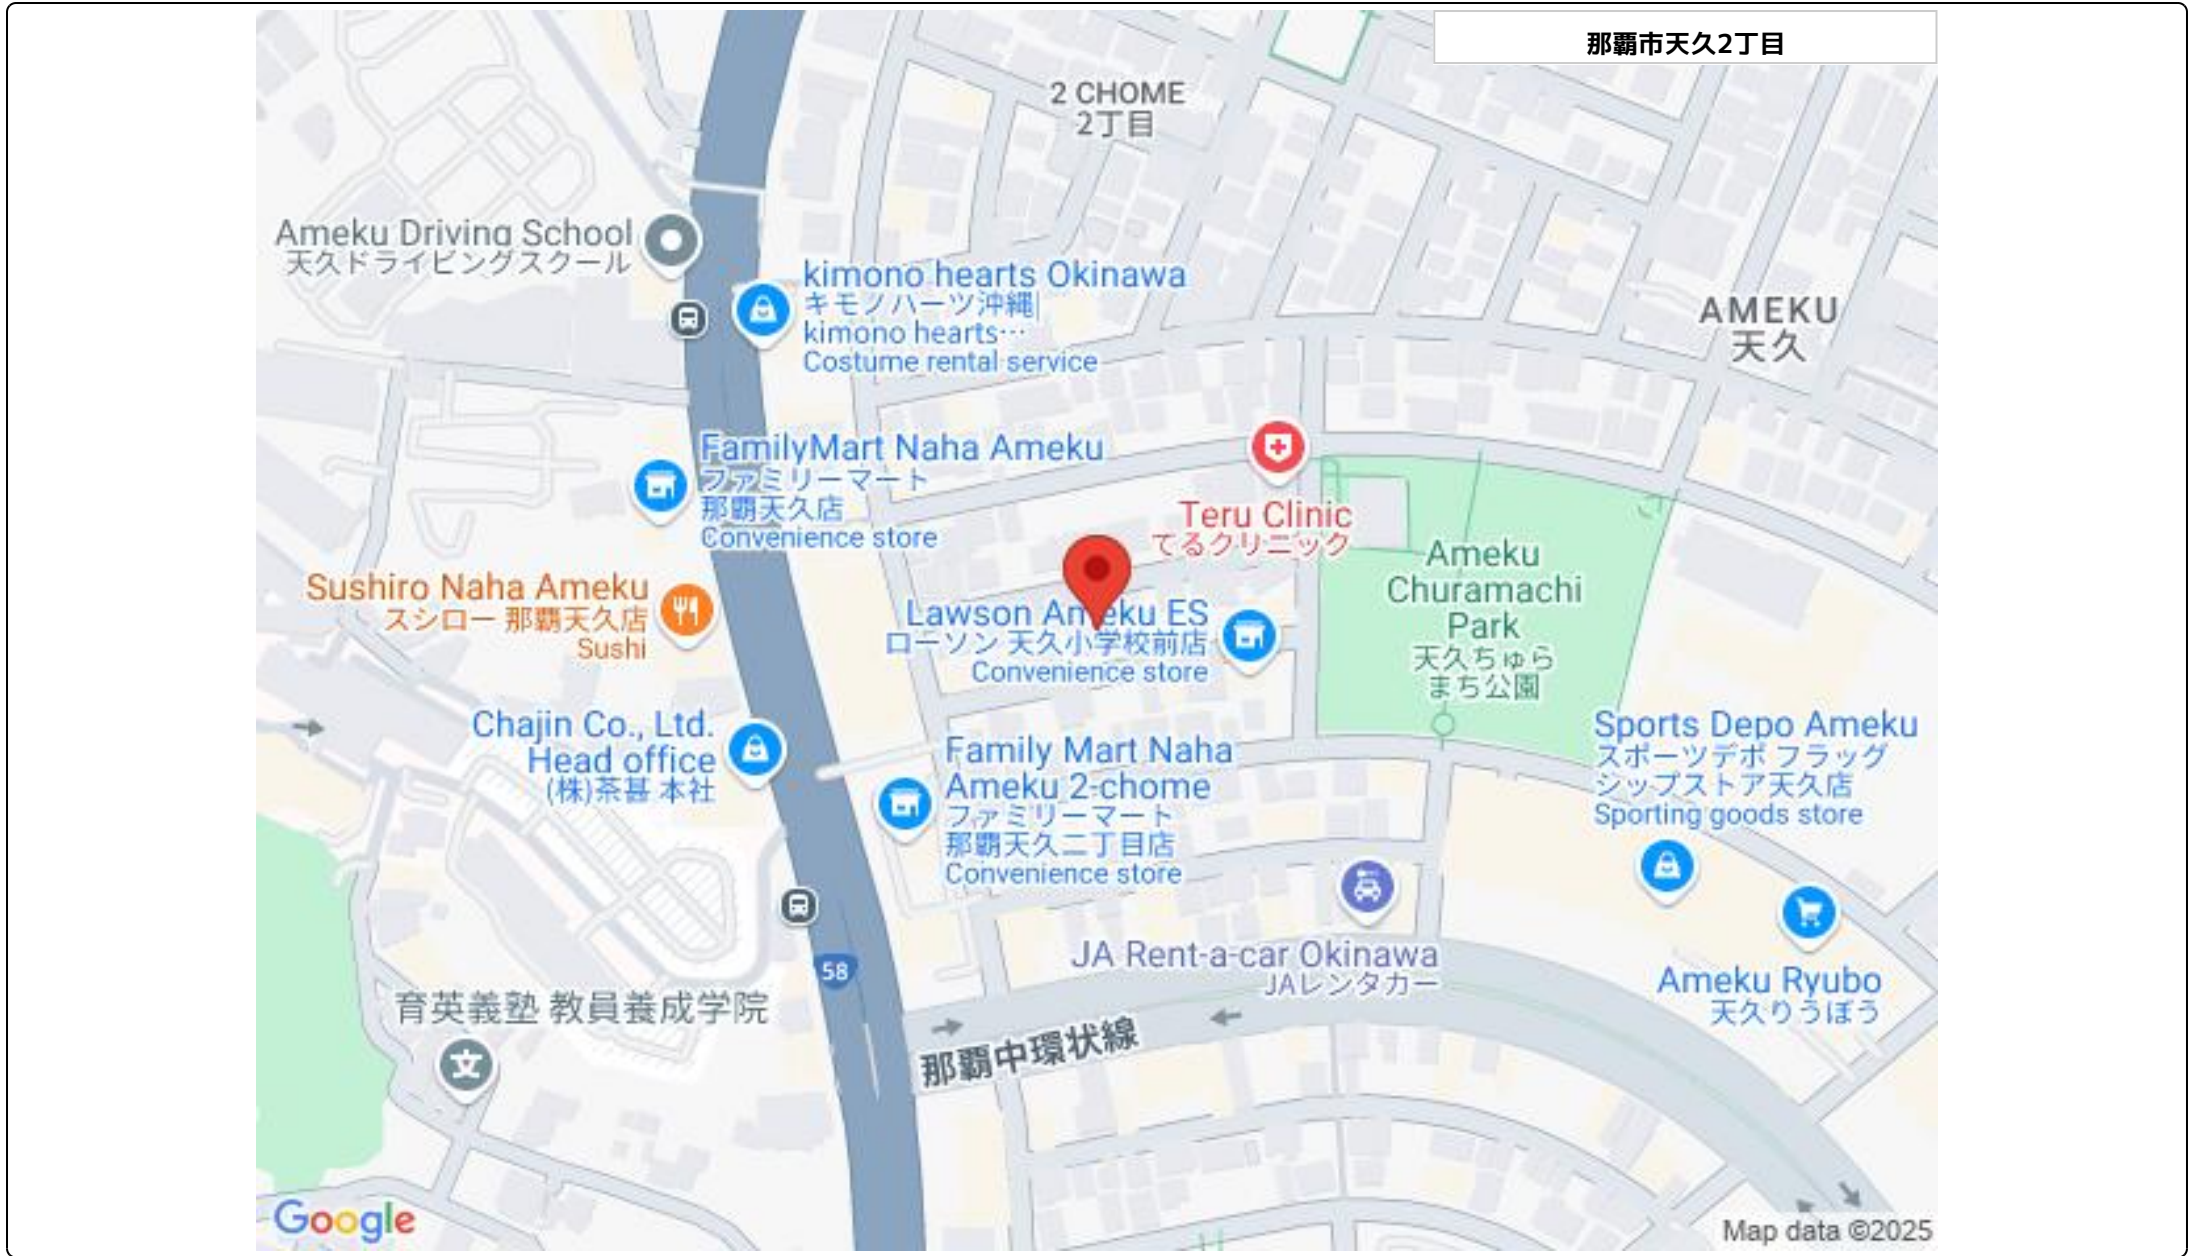 那覇市天久2丁目
2 CHOME
2丁目
Ameku Driving School
天久ドライビングスクール
kimono hearts Okinawa
キモノハーツ沖縄|
kimono hearts…
Costume rental service
AMEKU
天久
FamilyMart Naha Ameku
ファミリーマート
那覇天久店
Convenience store
Teru Clinic
てるクリニック
Ameku
Churamachi
Park
天久ちゅら
まち公園
Sushiro Naha Ameku
スシロー 那覇天久店
Sushi
Lawson Ameku ES
ローソン 天久小学校前店
Convenience store
Chajin Co., Ltd.
Head office
(株)茶甚 本社
Family Mart Naha
Ameku 2-chome
ファミリーマート
那覇天久二丁目店
Convenience store
Sports Depo Ameku
スポーツデポ フラッグ
シップストア天久店
Sporting goods store
JA Rent-a-car Okinawa
JAレンタカー
Ameku Ryubo
天久りうぼう
58
育英義塾 教員養成学院
文
那覇中環状線
Google
Map data ©2025